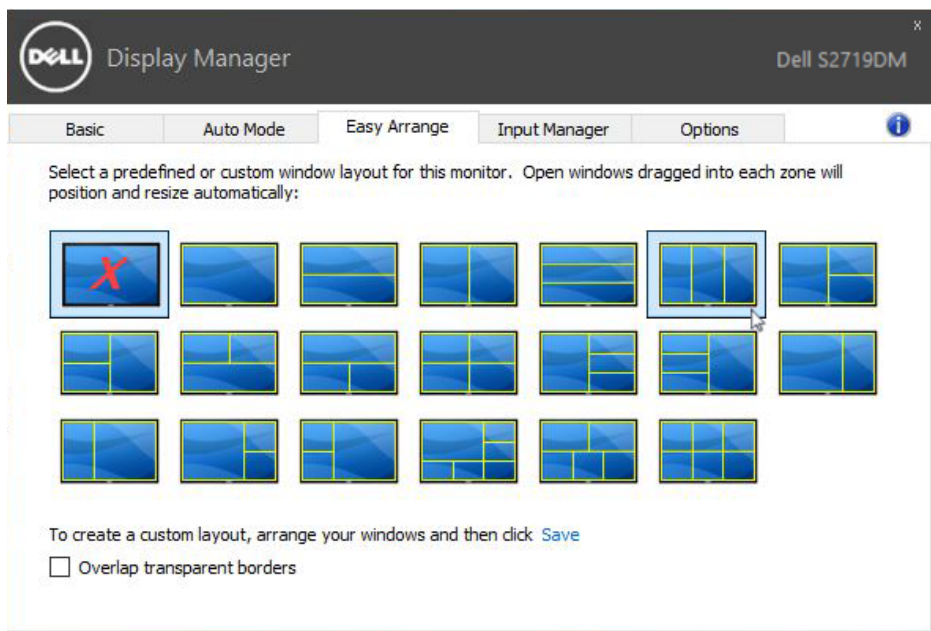 x
DELL Display Manager Dell S2719DM
Basic Auto Mode Easy Arrange Input Manager Options i
Select a predefined or custom window layout for this monitor. Open windows dragged into each zone will
position and resize automatically:
X
To create a custom layout, arrange your windows and then click Save
Overlap transparent borders